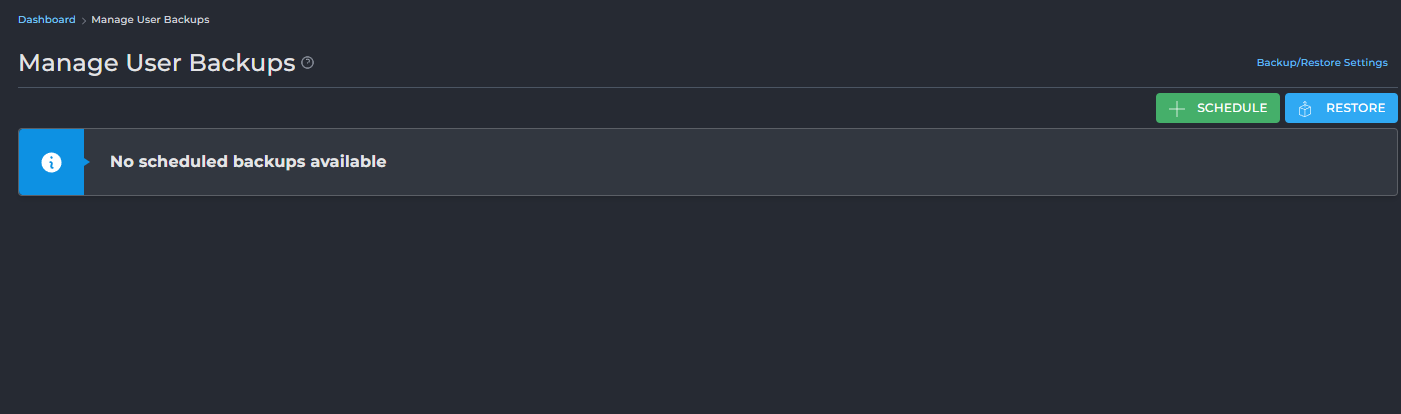 Dashboard > Manage User Backups
Manage User Backups
Backup/Restore Settings
SCHEDULE RESTORE
No scheduled backups available